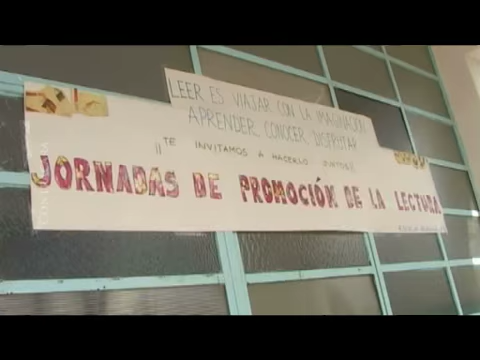 LEER ES VIAJAR CON LA IMAGINACIÓN
APRENDER, CONOCER, DISFRUTAR
¡¡TE INVITAMOS A HACERLO JUNTOS!!
JORNADAS DE PROMOCIÓN DE LA LECTURA